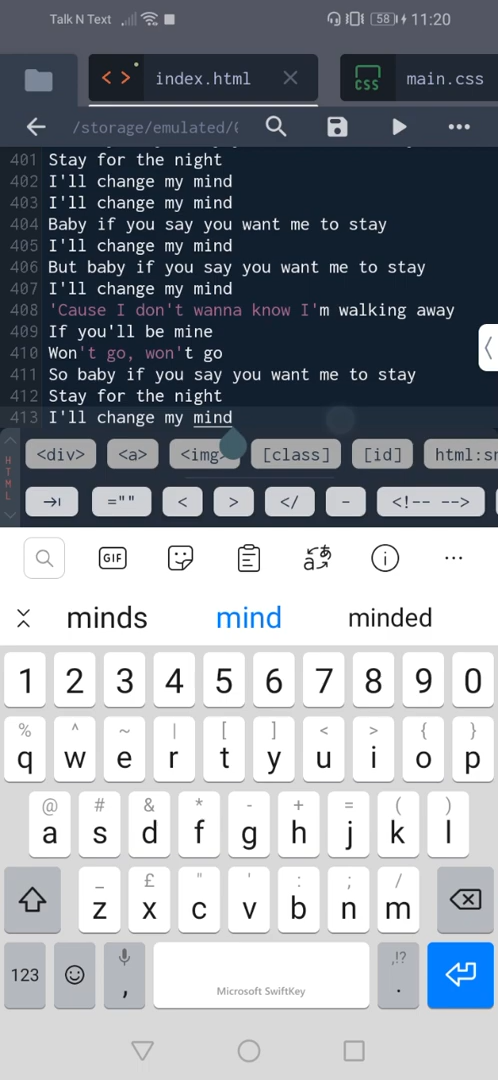 Talk N Text 58 11:20
< > index.html × CSS main.css
/storage/emulated/
401 Stay for the night
402 I'll change my mind
403 I'll change my mind
404 Baby if you say you want me to stay
405 I'll change my mind
406 But baby if you say you want me to stay
407 I'll change my mind
408 'Cause I don't wanna know I'm walking away
409 If you'll be mine
410 Won't go, won't go
411 So baby if you say you want me to stay
412 Stay for the night
413 I'll change my mind
HTML
<div> <a> <img> [class] [id] html:s
="" < > </ - <!-- -->
GIF あ ...
minds mind minded
1 2 3 4 5 6 7 8 9 0
% ^ ~ | [ ] < > { }
q w e r t y u i o p
@ # & * - + = ( )
a s d f g h j k l
_ £ " ' : ; /
z x c v b n m
123 , Microsoft SwiftKey ,!? .